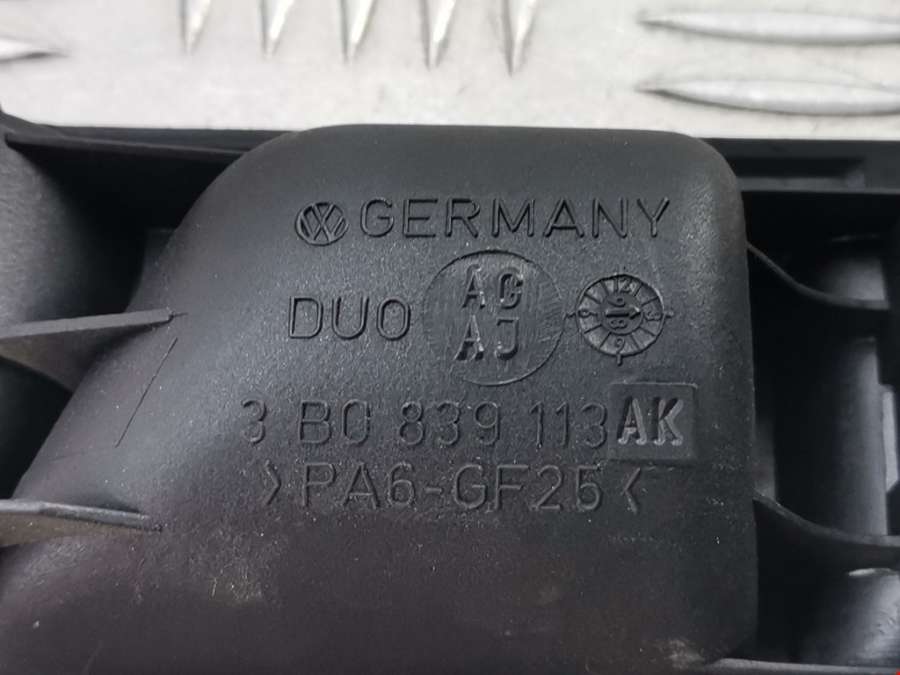 GERMANY
DUO AG
AJ
3 B0 839 113 AK
>PA6-GF25<